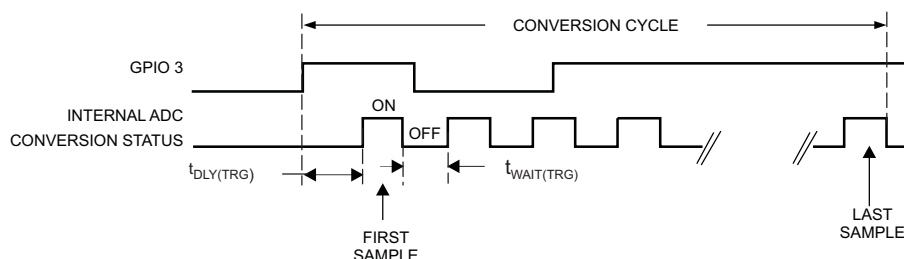 CONVERSION CYCLE
GPIO 3
INTERNAL ADC
CONVERSION STATUS
ON
OFF
tDLY(TRG)
tWAIT(TRG)
FIRST
SAMPLE
LAST
SAMPLE